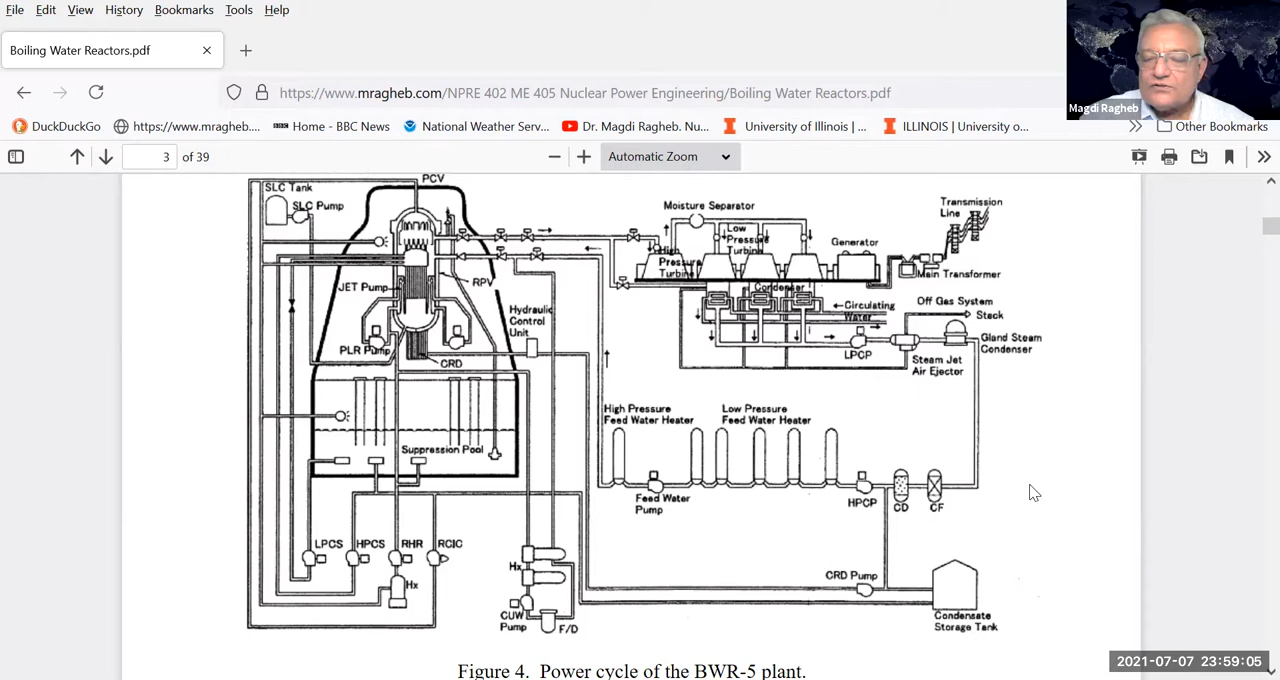 File Edit View History Bookmarks Tools Help
Boiling Water Reactors.pdf
https://www.mragheb.com/NPRE 402 ME 405 Nuclear Power Engineering/Boiling Water Reactors.pdf
Magdi Ragheb
DuckDuckGo https://www.mragheb.... BBC Home - BBC News National Weather Serv... Dr. Magdi Ragheb. Nu... University of Illinois |... ILLINOIS | University o... Other Bookmarks
3 of 39
Automatic Zoom
SLC Tank
SLC Pump
PCV
JET Pump
RPV
PLR Pump
CRD
Hydraulic
Control
Unit
Suppression Pool
LPCS HPCS RHR RCIC
Hx
Hx
CUW
Pump
F/D
Moisture Separator
High
Pressure
Turbine
Low
Pressure
Turbine
Generator
Transmission
Line
Main Transformer
Condenser
Circulating
Water
Off Gas System
Stack
LPCP
Steam Jet
Air Ejector
Gland Steam
Condenser
High Pressure
Feed Water Heater
Low Pressure
Feed Water Heater
Feed Water
Pump
HPCP CD CF
CRD Pump
Condensate
Storage Tank
Figure 4. Power cycle of the BWR-5 plant.
2021-07-07 23:59:05